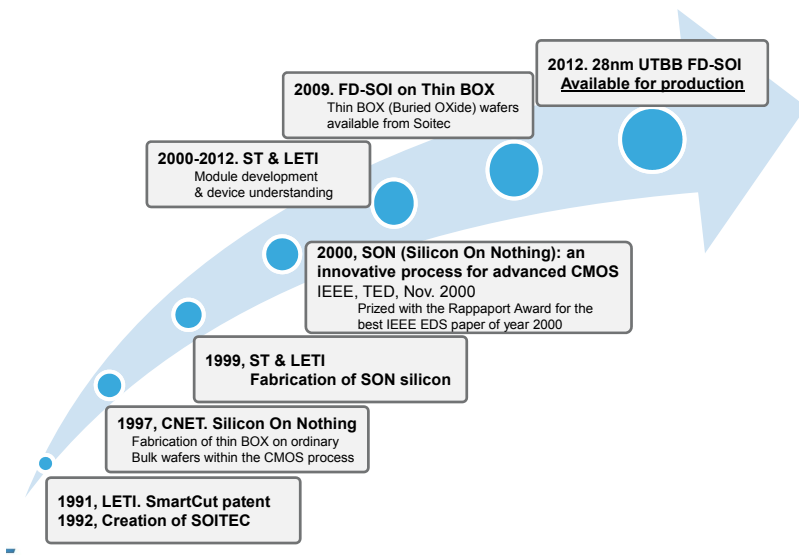 2012. 28nm UTBB FD-SOI
Available for production
2009. FD-SOI on Thin BOX
Thin BOX (Buried OXide) wafers
available from Soitec
2000-2012. ST & LETI
Module development
& device understanding
2000, SON (Silicon On Nothing): an
innovative process for advanced CMOS
IEEE, TED, Nov. 2000
Prized with the Rappaport Award for the
best IEEE EDS paper of year 2000
1999, ST & LETI
Fabrication of SON silicon
1997, CNET. Silicon On Nothing
Fabrication of thin BOX on ordinary
Bulk wafers within the CMOS process
1991, LETI. SmartCut patent
1992, Creation of SOITEC